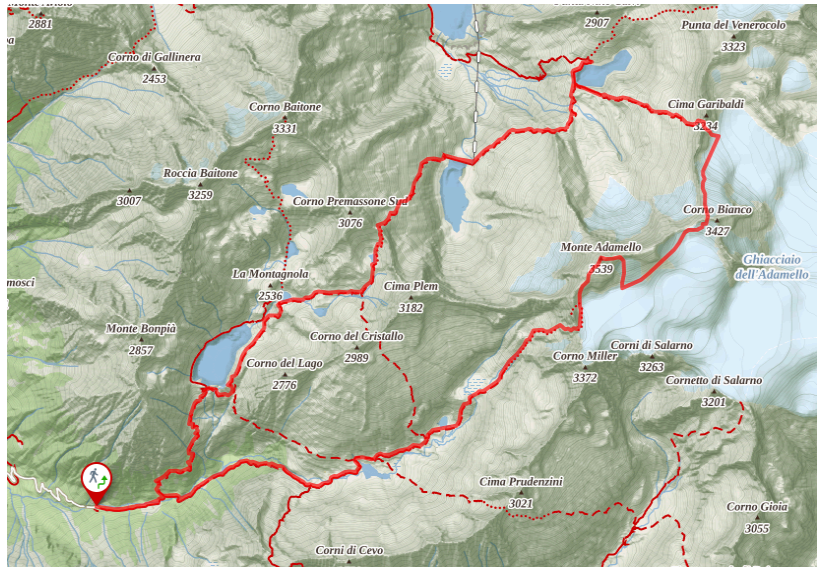 2881
2907
Punta del Venerocolo
3323
Corno di Gallinera
2453
Corno Baitone
3331
Cima Garibaldi
3234
Roccia Baitone
3259
3007
Corno Premassone Sud
3076
Corno Bianco
3427
Monte Adamello
3539
Ghiacciaio
dell'Adamello
La Montagnola
2536
Cima Plem
3182
mosci
Monte Bonpià
2857
Corno del Cristallo
2989
Corno del Lago
2776
Corno Miller
3372
Corni di Salarno
3263
Cornetto di Salarno
3201
Cima Prudenzini
3021
Corno Gioia
3055
Corni di Cevo